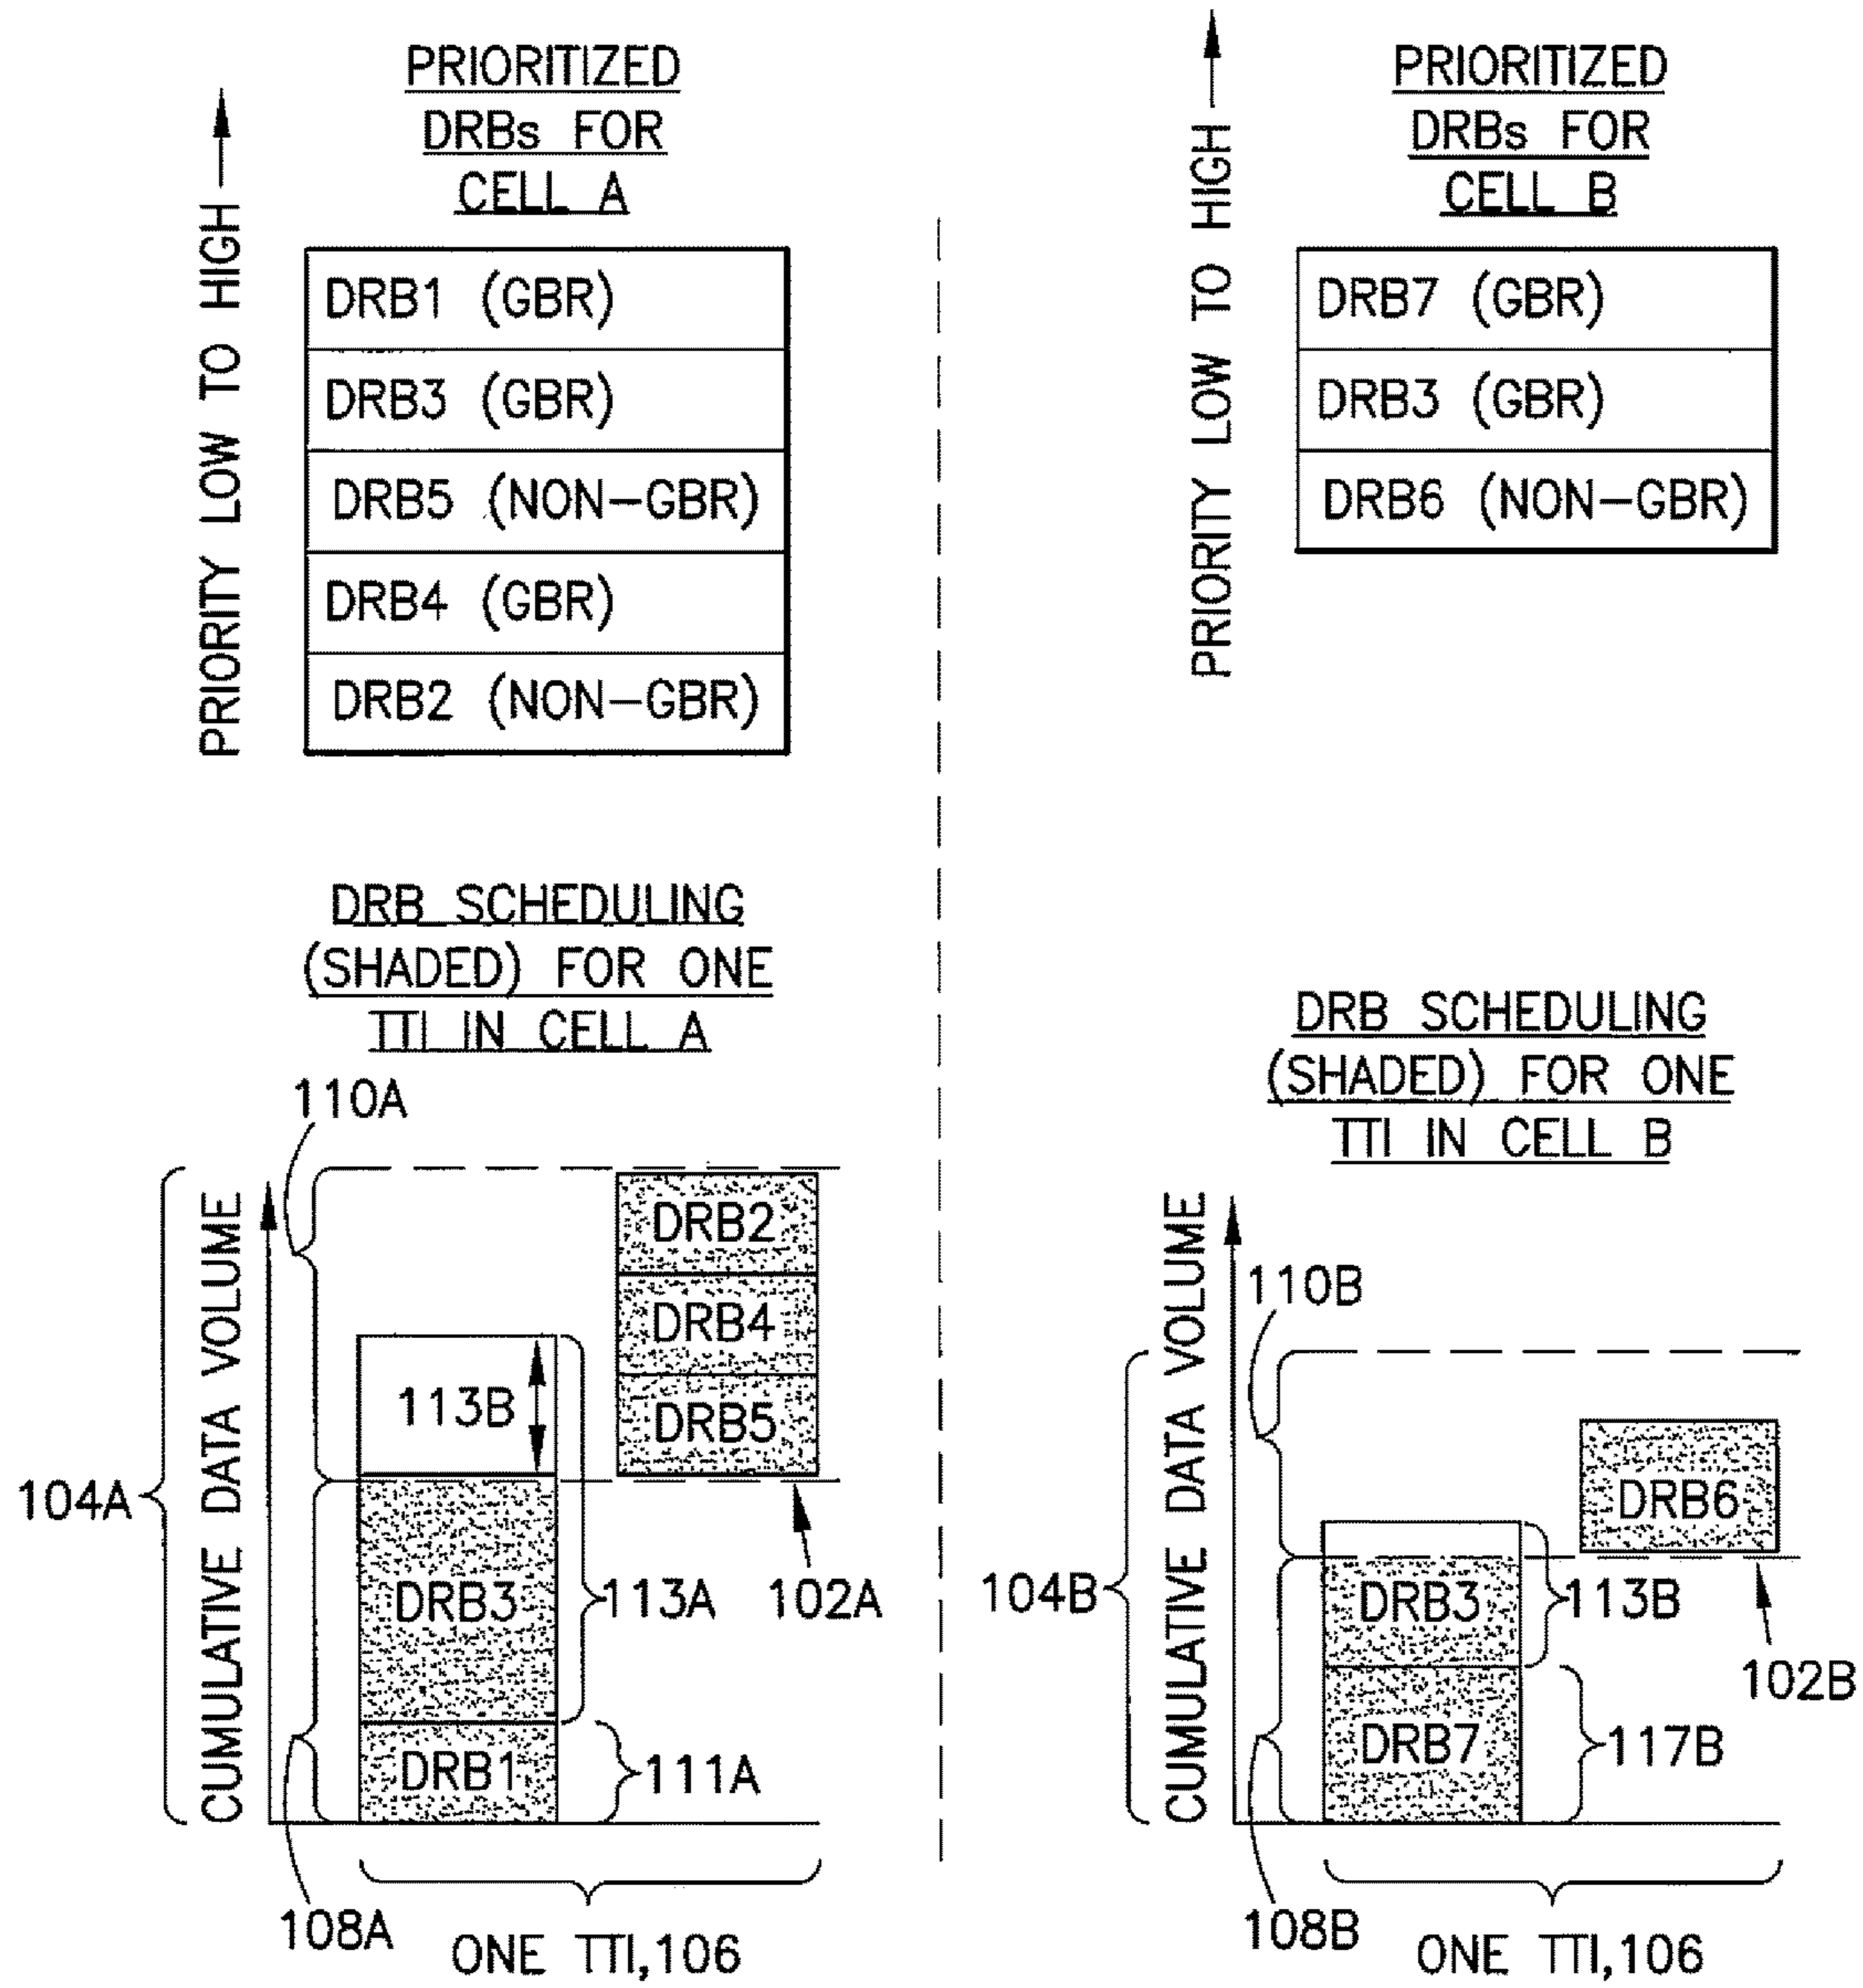 PRIORITIZED
DRBs FOR
CELL A
PRIORITY LOW TO HIGH
DRB1 (GBR)
DRB3 (GBR)
DRB5 (NON-GBR)
DRB4 (GBR)
DRB2 (NON-GBR)
PRIORITIZED
DRBs FOR
CELL B
PRIORITY LOW TO HIGH
DRB7 (GBR)
DRB3 (GBR)
DRB6 (NON-GBR)
DRB SCHEDULING
(SHADED) FOR ONE
TTI IN CELL A
110A
104A
CUMULATIVE DATA VOLUME
DRB2
DRB4
DRB5
113B
DRB3
113A
102A
DRB1
111A
108A
ONE TTI,106
DRB SCHEDULING
(SHADED) FOR ONE
TTI IN CELL B
CUMULATIVE DATA VOLUME
110B
104B
DRB6
DRB3
113B
102B
DRB7
117B
108B
ONE TTI,106